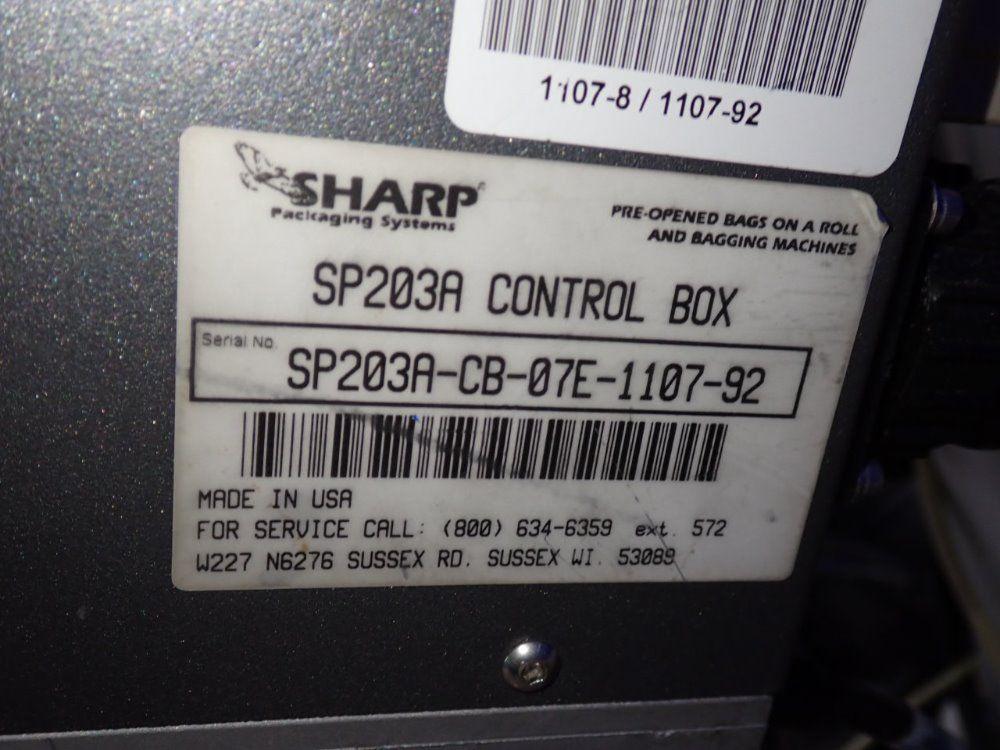 1107-8 / 1107-92
SHARP
Packaging Systems
PRE-OPENED BAGS ON A ROLL
AND BAGGING MACHINES
SP203A CONTROL BOX
Serial No.
SP203A-CB-07E-1107-92
MADE IN USA
FOR SERVICE CALL: (800) 634-6359 ext. 572
W227 N6276 SUSSEX RD. SUSSEX WI. 53089